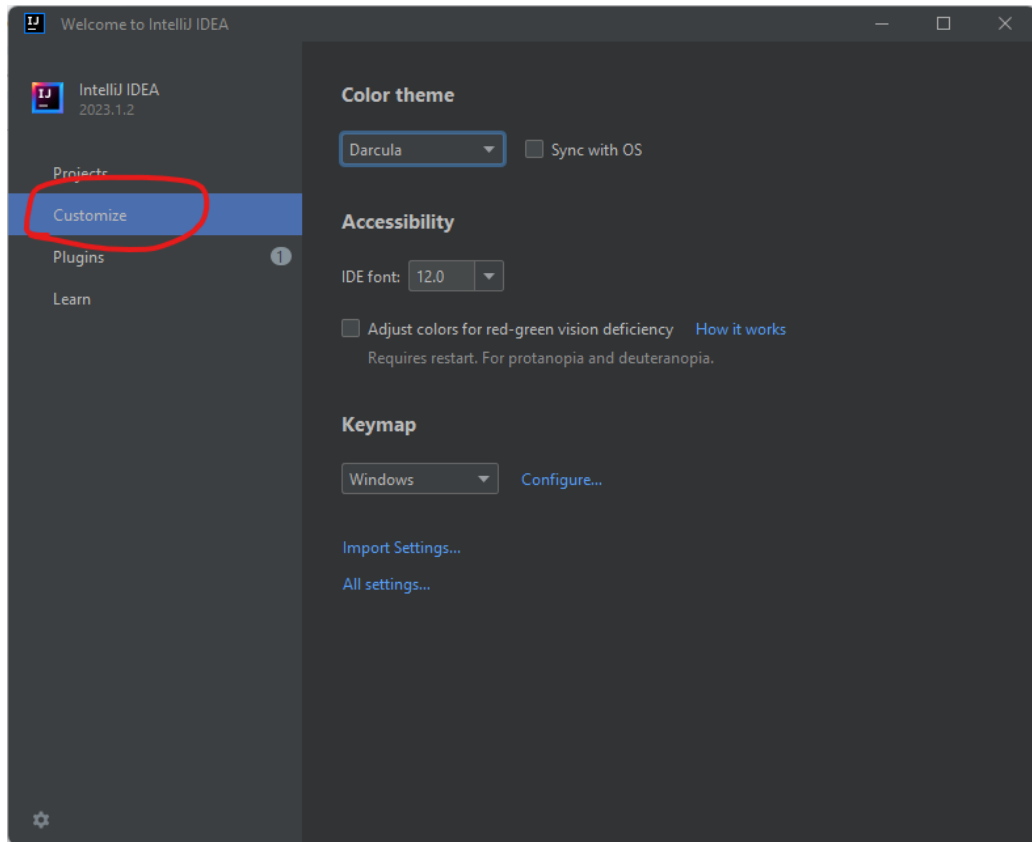 Welcome to IntelliJ IDEA
IntelliJ IDEA
2023.1.2
Projects
Customize
Plugins 1
Learn
Color theme
Darcula Sync with OS
Accessibility
IDE font: 12.0
Adjust colors for red-green vision deficiency How it works
Requires restart. For protanopia and deuteranopia.
Keymap
Windows Configure...
Import Settings...
All settings...